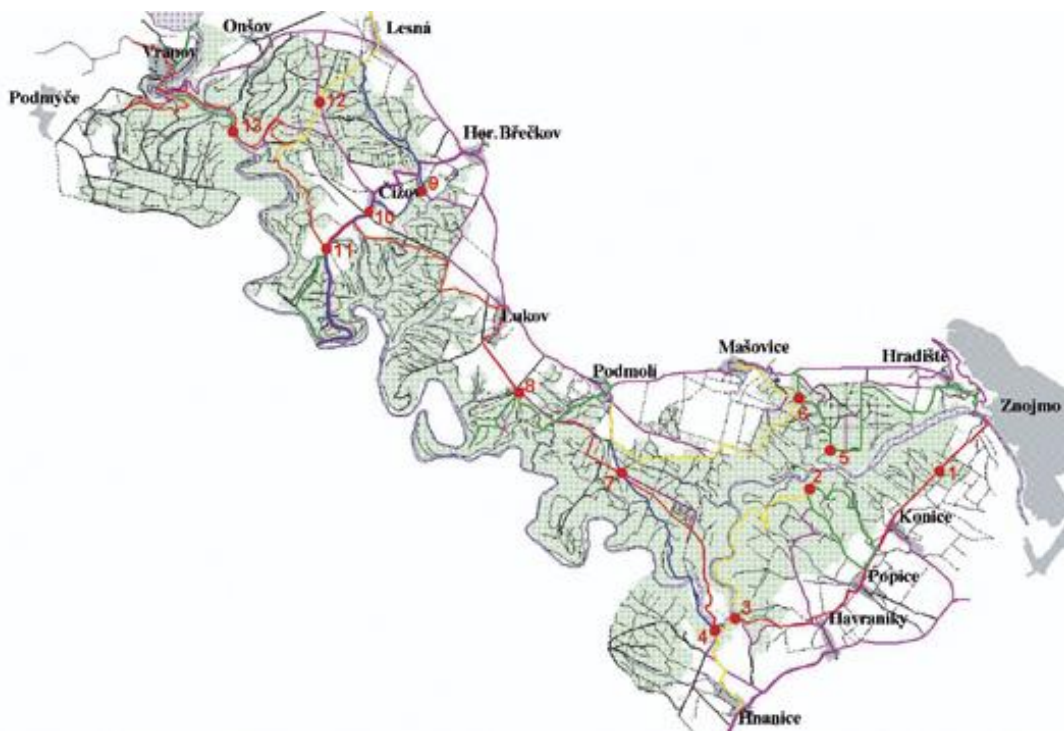 Onšov
Lesná
Vranov
Podmyče
12
13
Hor. Břečkov
9
Čížov
10
11
Lukov
Mašovice
Hradiště
Podmolí
8
Znojmo
6
5
7
2
1
Konice
Popice
3
Havraníky
4
Hnanice